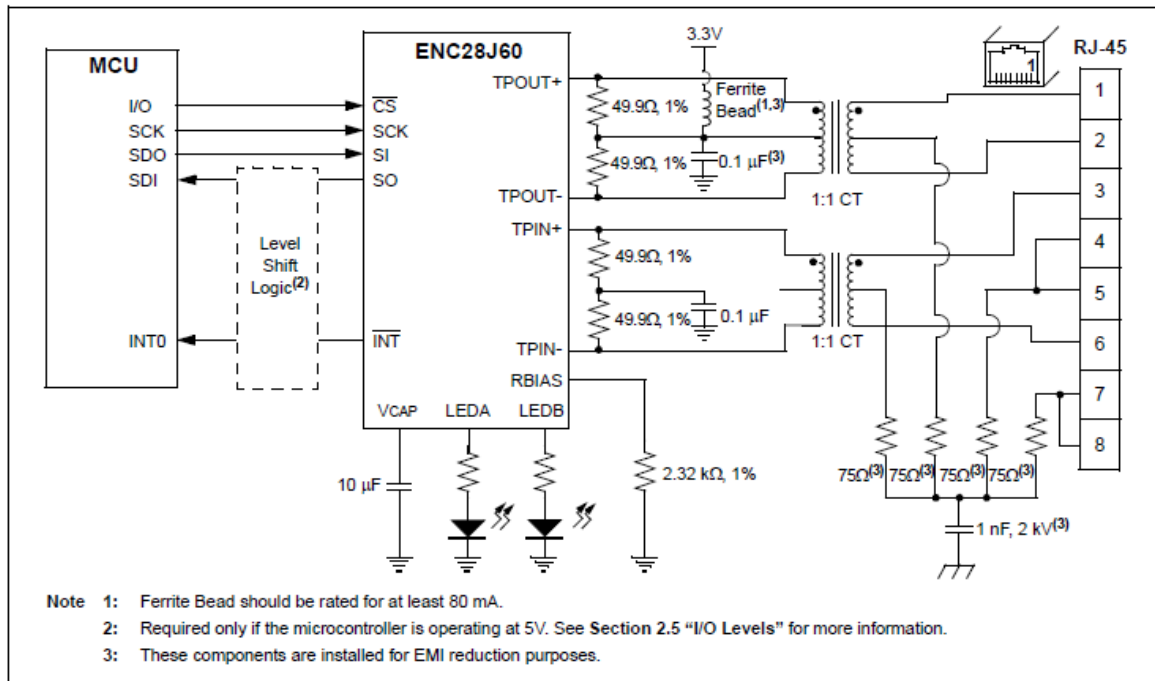 MCU
I/O
SCK
SDO
SDI
INT0
Level
Shift
Logic(2)
ENC28J60
CS
SCK
SI
SO
INT
TPOUT+
TPOUT-
TPIN+
TPIN-
RBIAS
VCAP LEDA LEDB
10 µF
2.32 kΩ, 1%
3.3V
Ferrite
Bead(1,3)
49.9Ω, 1%
49.9Ω, 1%
0.1 µF(3)
1:1 CT
49.9Ω, 1%
49.9Ω, 1%
0.1 µF
1:1 CT
1
RJ-45
1
2
3
4
5
6
7
8
75Ω(3) 75Ω(3) 75Ω(3) 75Ω(3)
1 nF, 2 kV(3)
Note 1: Ferrite Bead should be rated for at least 80 mA.
2: Required only if the microcontroller is operating at 5V. See Section 2.5 “I/O Levels” for more information.
3: These components are installed for EMI reduction purposes.